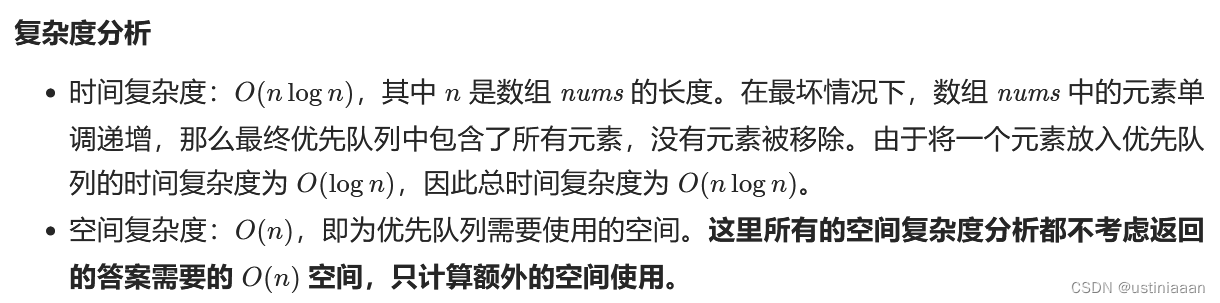 复杂度分析
• 时间复杂度：O(n log n)，其中 n 是数组 nums 的长度。在最坏情况下，数组 nums 中的元素单
调递增，那么最终优先队列中包含了所有元素，没有元素被移除。由于将一个元素放入优先队
列的时间复杂度为 O(log n)，因此总时间复杂度为 O(n log n)。
• 空间复杂度：O(n)，即为优先队列需要使用的空间。这里所有的空间复杂度分析都不考虑返回
的答案需要的 O(n) 空间，只计算额外的空间使用。
CSDN @ustiniaaan